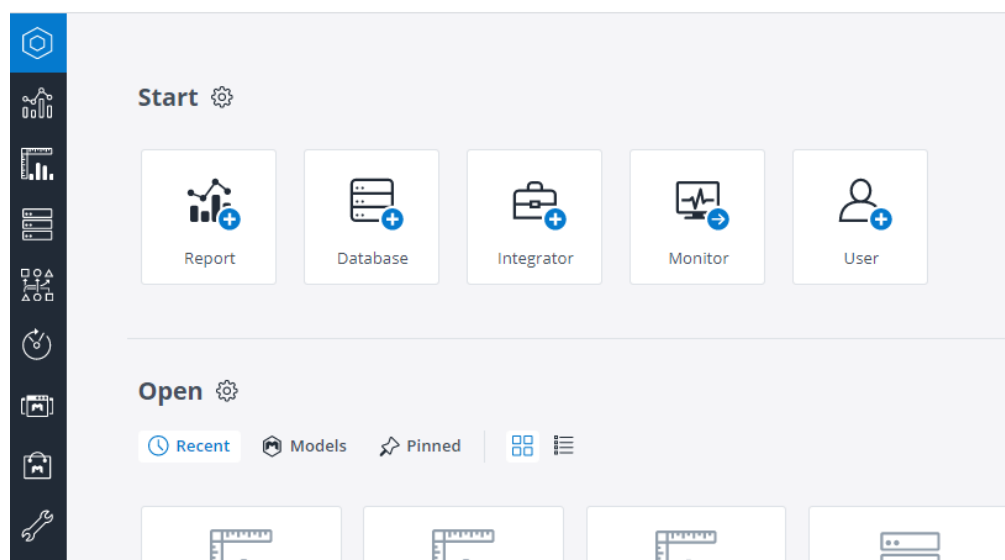 Start
Report Database Integrator Monitor User
Open
Recent Models Pinned